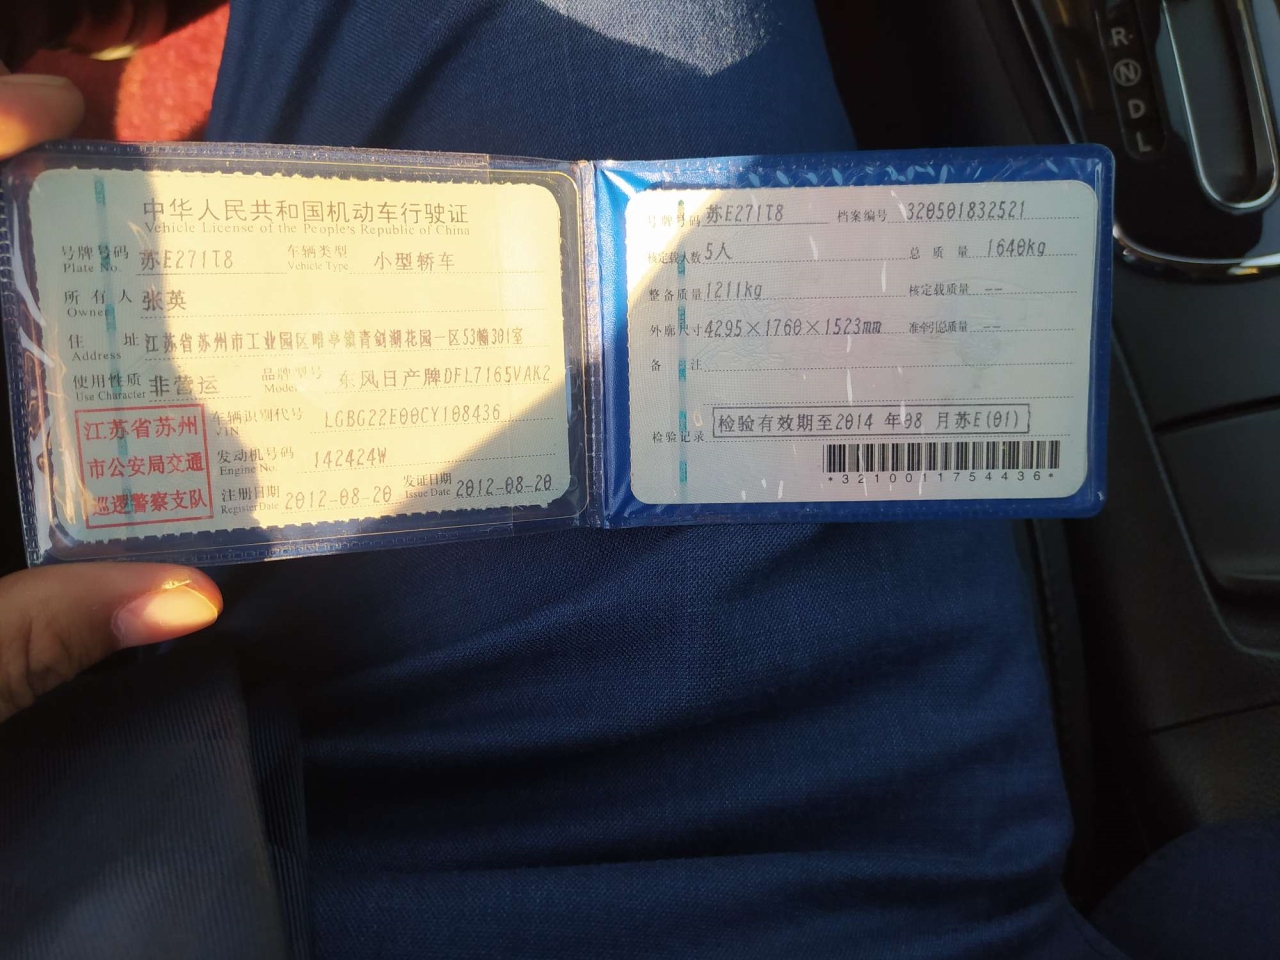 中华人民共和国机动车行驶证
Vehicle License of the People's Republic of China
号牌号码 苏E271T8 车辆类型 小型轿车
Plate No. Vehicle Type
所有人 张英
Owner
住址 江苏省苏州市工业园区唯亭镇青剑湖花园一区53幢301室
Address
使用性质 非营运 品牌型号 东风日产牌DFL7165VAK2
Use Character Model
江苏省苏州
市公安局交通
巡逻警察支队
车辆识别代号 LGBG22E00CY108436
VIN
发动机号码 142424W
Engine No.
注册日期 2012-08-20 发证日期 2012-08-20
Register Date Issue Date
号牌号码 苏E271T8 档案编号 320501832521
核定载人数 5人 总质量 1640kg
整备质量 1211kg 核定载质量 --
外廓尺寸 4295×1760×1523mm 准牵引总质量 --
备注
检验记录 检验有效期至2014 年08 月苏E(01)
*3210011754436*
R
N
D
L